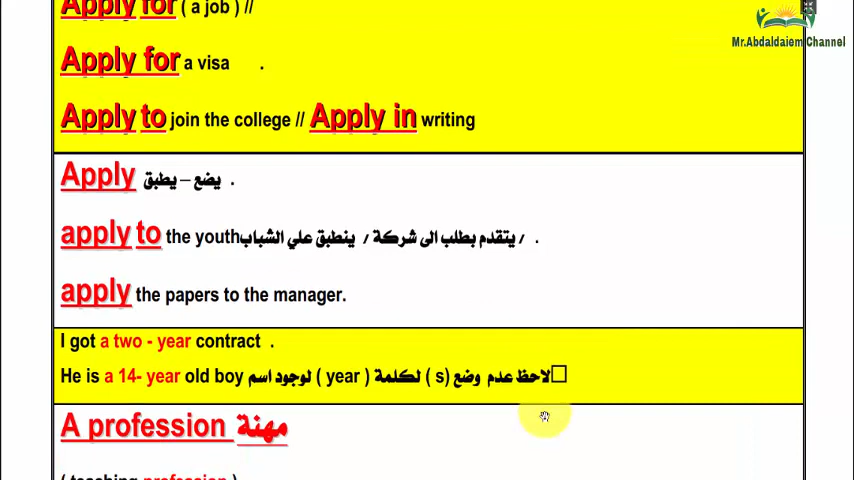 Apply for ( a job ) //
Mr.Abdaldaiem Channel
Apply for a visa .
Apply to join the college // Apply in writing
Apply يضع – يطبق .
apply to the youth يتقدم بطلب الى شركة / ينطبق علي الشباب / .
apply the papers to the manager.
I got a two - year contract .
He is a 14- year old boy لاحظ عدم وضع (s ) لكلمة ( year ) لوجود اسم
A profession مهنة
( teaching profession )